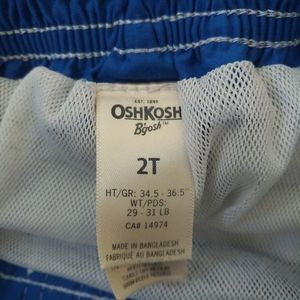 EST. 1895
OSHKOSH
B'gosh™
2T
HT/GR: 34.5 - 36.5"
WT/PDS:
29 - 31 LB
CA# 14974
MADE IN BANGLADESH
FABRIQUÉ AU BANGLADESH